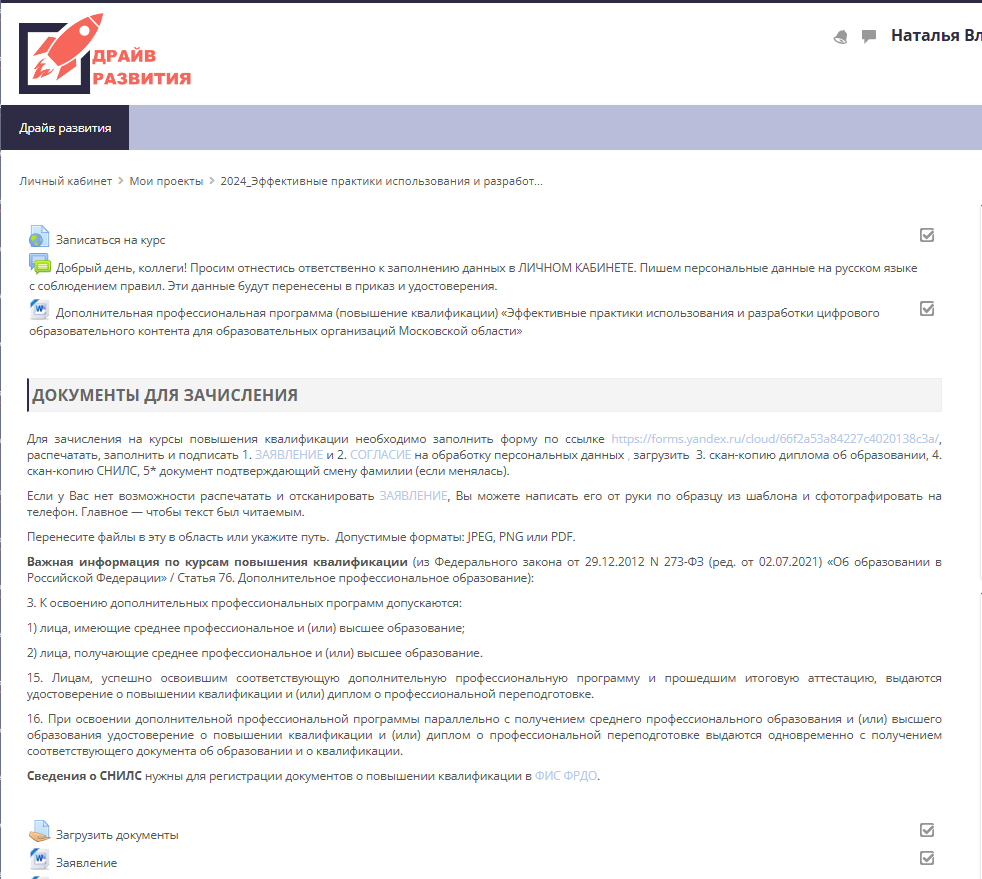 ДРАЙВ
РАЗВИТИЯ
Наталья Вл
Драйв развития
Личный кабинет > Мои проекты > 2024_Эффективные практики использования и разработ...
Записаться на курс
Добрый день, коллеги! Просим отнестись ответственно к заполнению данных в ЛИЧНОМ КАБИНЕТЕ. Пишем персональные данные на русском языке
с соблюдением правил. Эти данные будут перенесены в приказ и удостоверения.
Дополнительная профессиональная программа (повышение квалификации) «Эффективные практики использования и разработки цифрового
образовательного контента для образовательных организаций Московской области»
ДОКУМЕНТЫ ДЛЯ ЗАЧИСЛЕНИЯ
Для зачисления на курсы повышения квалификации необходимо заполнить форму по ссылке https://forms.yandex.ru/cloud/66f2a53a84227c4020138c3a/,
распечатать, заполнить и подписать 1. ЗАЯВЛЕНИЕ и 2. СОГЛАСИЕ на обработку персональных данных , загрузить 3. скан-копию диплома об образовании, 4.
скан-копию СНИЛС, 5* документ подтверждающий смену фамилии (если менялась).
Если у Вас нет возможности распечатать и отсканировать ЗАЯВЛЕНИЕ, Вы можете написать его от руки по образцу из шаблона и сфотографировать на
телефон. Главное — чтобы текст был читаемым.
Перенесите файлы в эту в область или укажите путь. Допустимые форматы: JPEG, PNG или PDF.
Важная информация по курсам повышения квалификации (из Федерального закона от 29.12.2012 N 273-ФЗ (ред. от 02.07.2021) «Об образовании в
Российской Федерации» / Статья 76. Дополнительное профессиональное образование):
3. К освоению дополнительных профессиональных программ допускаются:
1) лица, имеющие среднее профессиональное и (или) высшее образование;
2) лица, получающие среднее профессиональное и (или) высшее образование.
15. Лицам, успешно освоившим соответствующую дополнительную профессиональную программу и прошедшим итоговую аттестацию, выдаются
удостоверение о повышении квалификации и (или) диплом о профессиональной переподготовке.
16. При освоении дополнительной профессиональной программы параллельно с получением среднего профессионального образования и (или) высшего
образования удостоверение о повышении квалификации и (или) диплом о профессиональной переподготовке выдаются одновременно с получением
соответствующего документа об образовании и о квалификации.
Сведения о СНИЛС нужны для регистрации документов о повышении квалификации в ФИС ФРДО.
Загрузить документы
Заявление